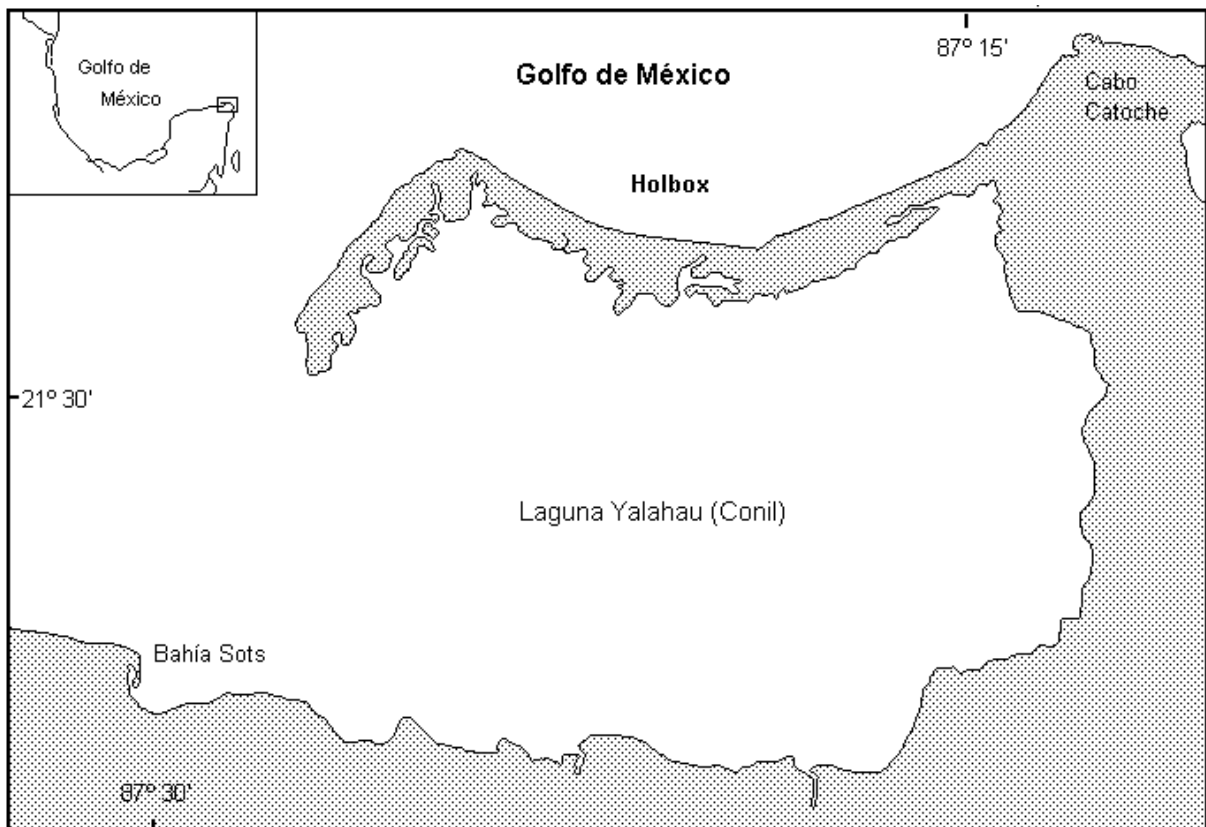 Golfo de
México
Golfo de México
87° 15'
Cabo
Catoche
Holbox
21° 30'
Laguna Yalahau (Conil)
Bahía Sots
87° 30'